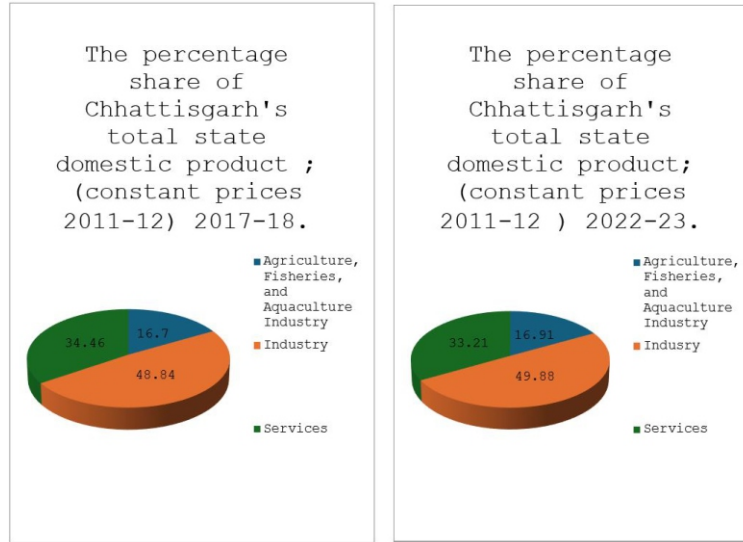 The percentage
share of
Chhattisgarh's
total state
domestic product ;
(constant prices
2011-12) 2017-18.
Agriculture,
Fisheries,
and
Aquaculture
Industry
Industry
Services
16.7
34.46
48.84
The percentage
share of
Chhattisgarh's
total state
domestic product;
(constant prices
2011-12 ) 2022-23.
Agriculture,
Fisheries,
and
Aquaculture
Industry
Indusry
Services
16.91
33.21
49.88